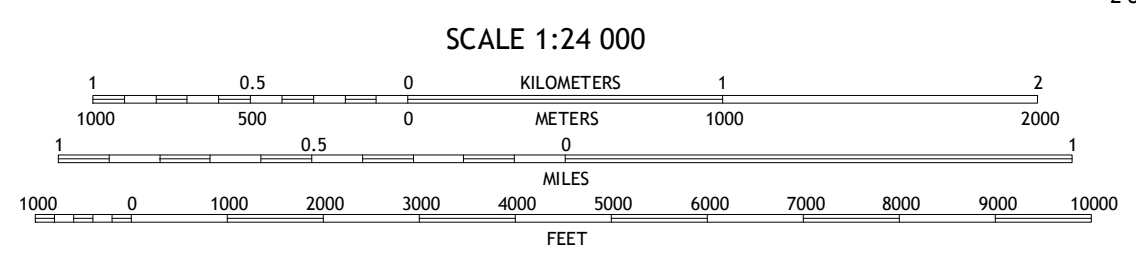 SCALE 1:24 000
1 0.5 0 KILOMETERS 1 2
1000 500 0 METERS 1000 2000
1 0.5 0 1
MILES
1000 0 1000 2000 3000 4000 5000 6000 7000 8000 9000 10000
FEET